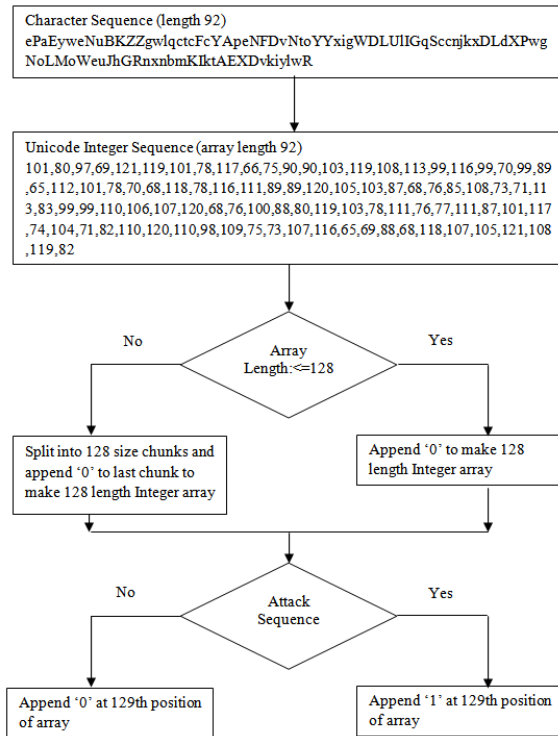 Character Sequence (length 92)
ePaEyweNuBKZZgwlqctcFcYApeNFDvNtoYYxigWDLUlIGqSccnjkxDLdXPwg
NoLMoWeuJhGRnxnbmKIktAEXDvkiylwR
Unicode Integer Sequence (array length 92)
101,80,97,69,121,119,101,78,117,66,75,90,90,103,119,108,113,99,116,99,70,99,89
,65,112,101,78,70,68,118,78,116,111,89,89,120,105,103,87,68,76,85,108,73,71,11
3,83,99,99,110,106,107,120,68,76,100,88,80,119,103,78,111,76,77,111,87,101,117
,74,104,71,82,110,120,110,98,109,75,73,107,116,65,69,88,68,118,107,105,121,108
,119,82
No
Array
Length:<=128
Yes
Split into 128 size chunks and
append ‘0’ to last chunk to
make 128 length Integer array
Append ‘0’ to make 128
length Integer array
No
Attack
Sequence
Yes
Append ‘0’ at 129th position
of array
Append ‘1’ at 129th position
of array